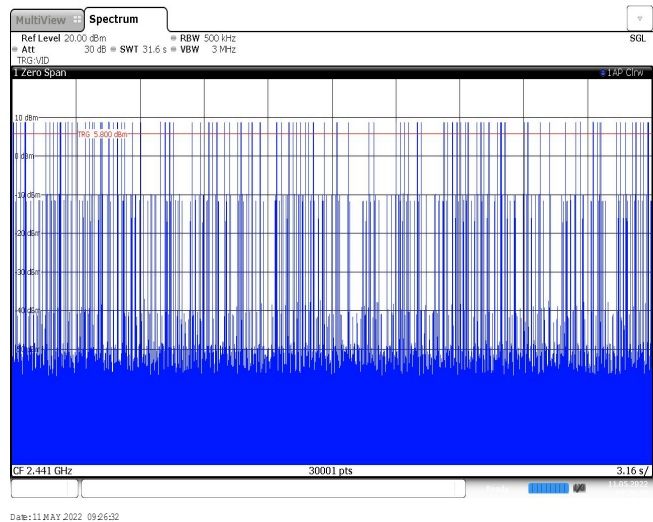 MultiView Spectrum
Ref Level 20.00 dBm RBW 500 kHz SGL
Att 30 dB SWT 31.6 s VBW 3 MHz
TRG:VID
1 Zero Span 1AP Clrw
10 dBm
TRG 5.800 dBm
0 dBm
-10 dBm
-20 dBm
-30 dBm
-40 dBm
CF 2.441 GHz 30001 pts 3.16 s/
11.05.2022
Date: 11.MAY.2022 09:26:32